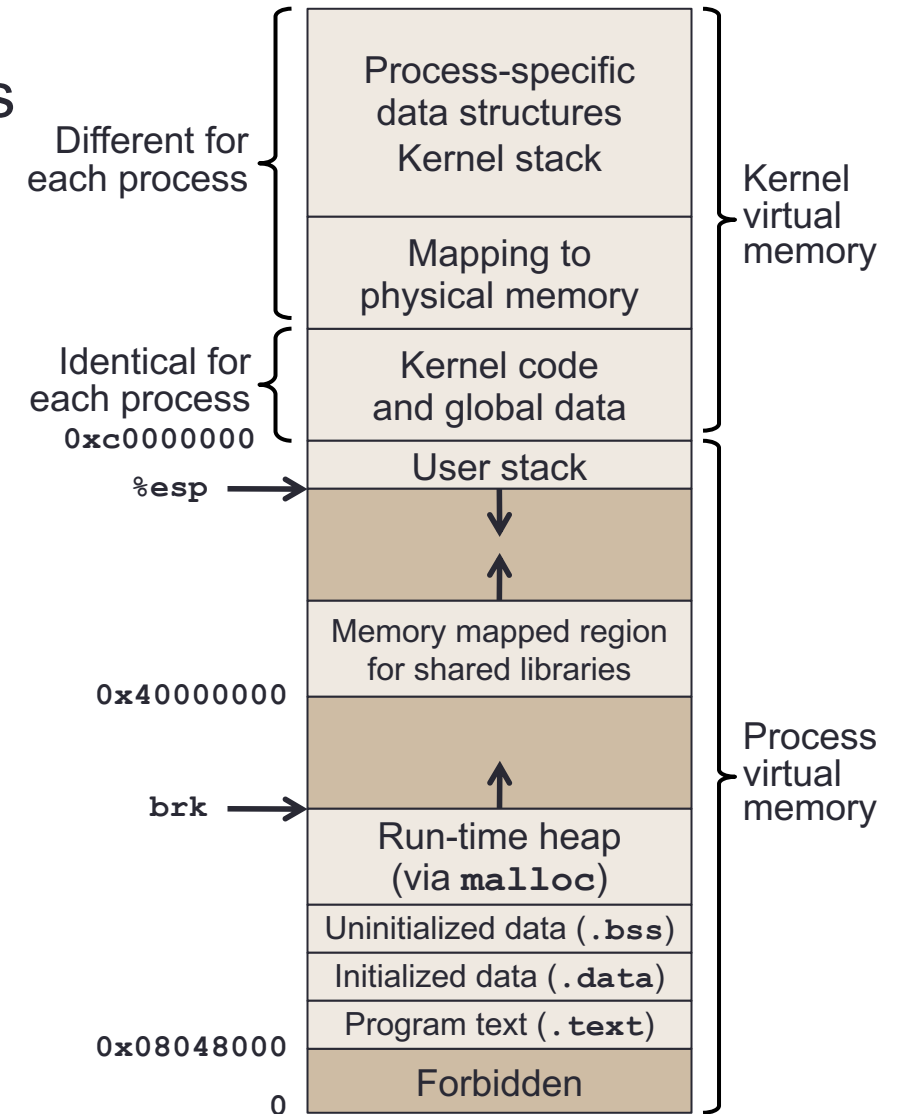 s
Process-specific
data structures
Kernel stack
Different for
each process
Kernel
virtual
memory
Mapping to
physical memory
Identical for
each process
Kernel code
and global data
0xc0000000
User stack
%esp
Memory mapped region
for shared libraries
0x40000000
Process
virtual
memory
brk
Run-time heap
(via malloc)
Uninitialized data (.bss)
Initialized data (.data)
Program text (.text)
0x08048000
Forbidden
0